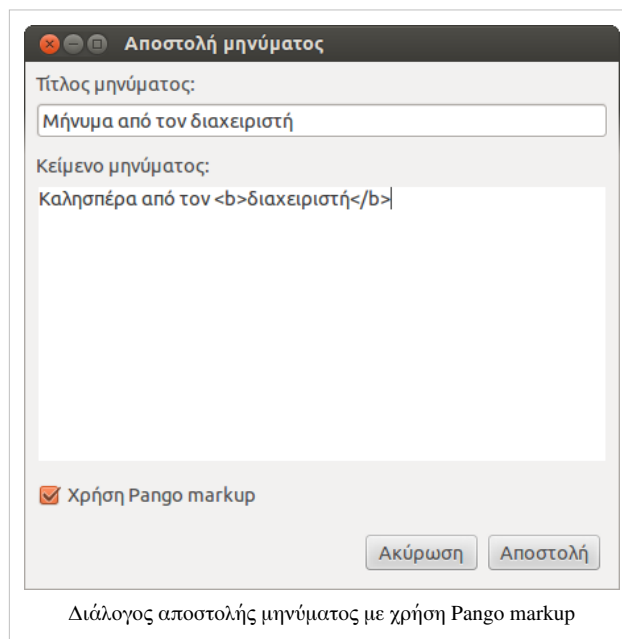 Αποστολή μηνύματος
Τίτλος μηνύματος:
Μήνυμα από τον διαχειριστή
Κείμενο μηνύματος:
Καλησπέρα από τον <b>διαχειριστή</b>
Χρήση Pango markup
Ακύρωση Αποστολή
Διάλογος αποστολής μηνύματος με χρήση Pango markup